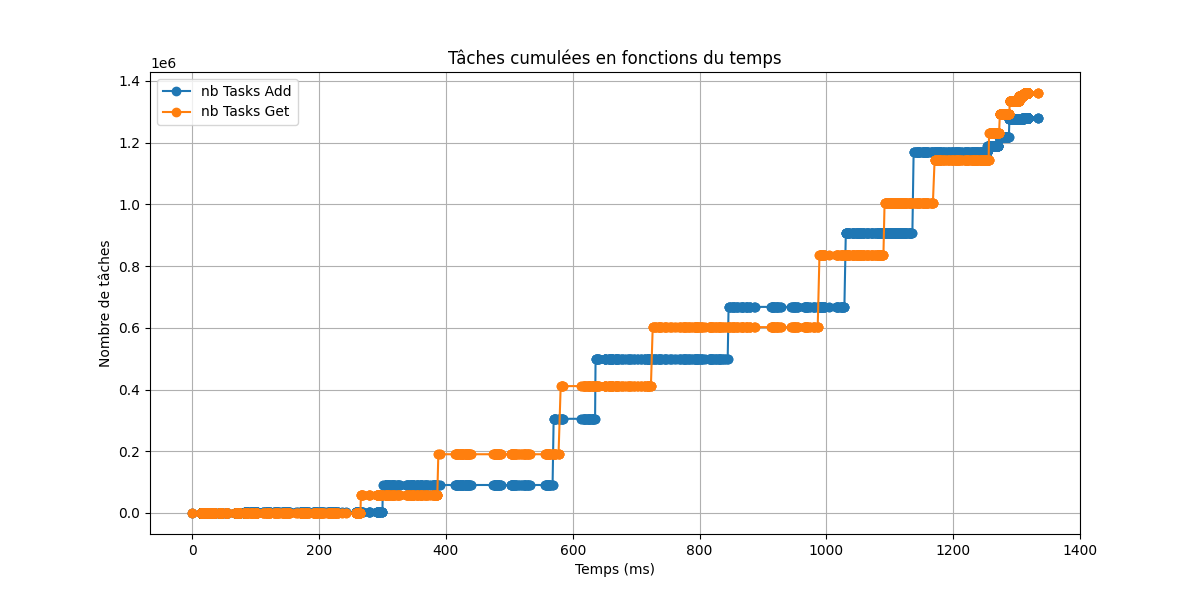 Tâches cumulées en fonctions du temps
1e6
1.4
1.2
1.0
0.8
0.6
0.4
0.2
0.0
Nombre de tâches
nb Tasks Add
nb Tasks Get
0 200 400 600 800 1000 1200 1400
Temps (ms)